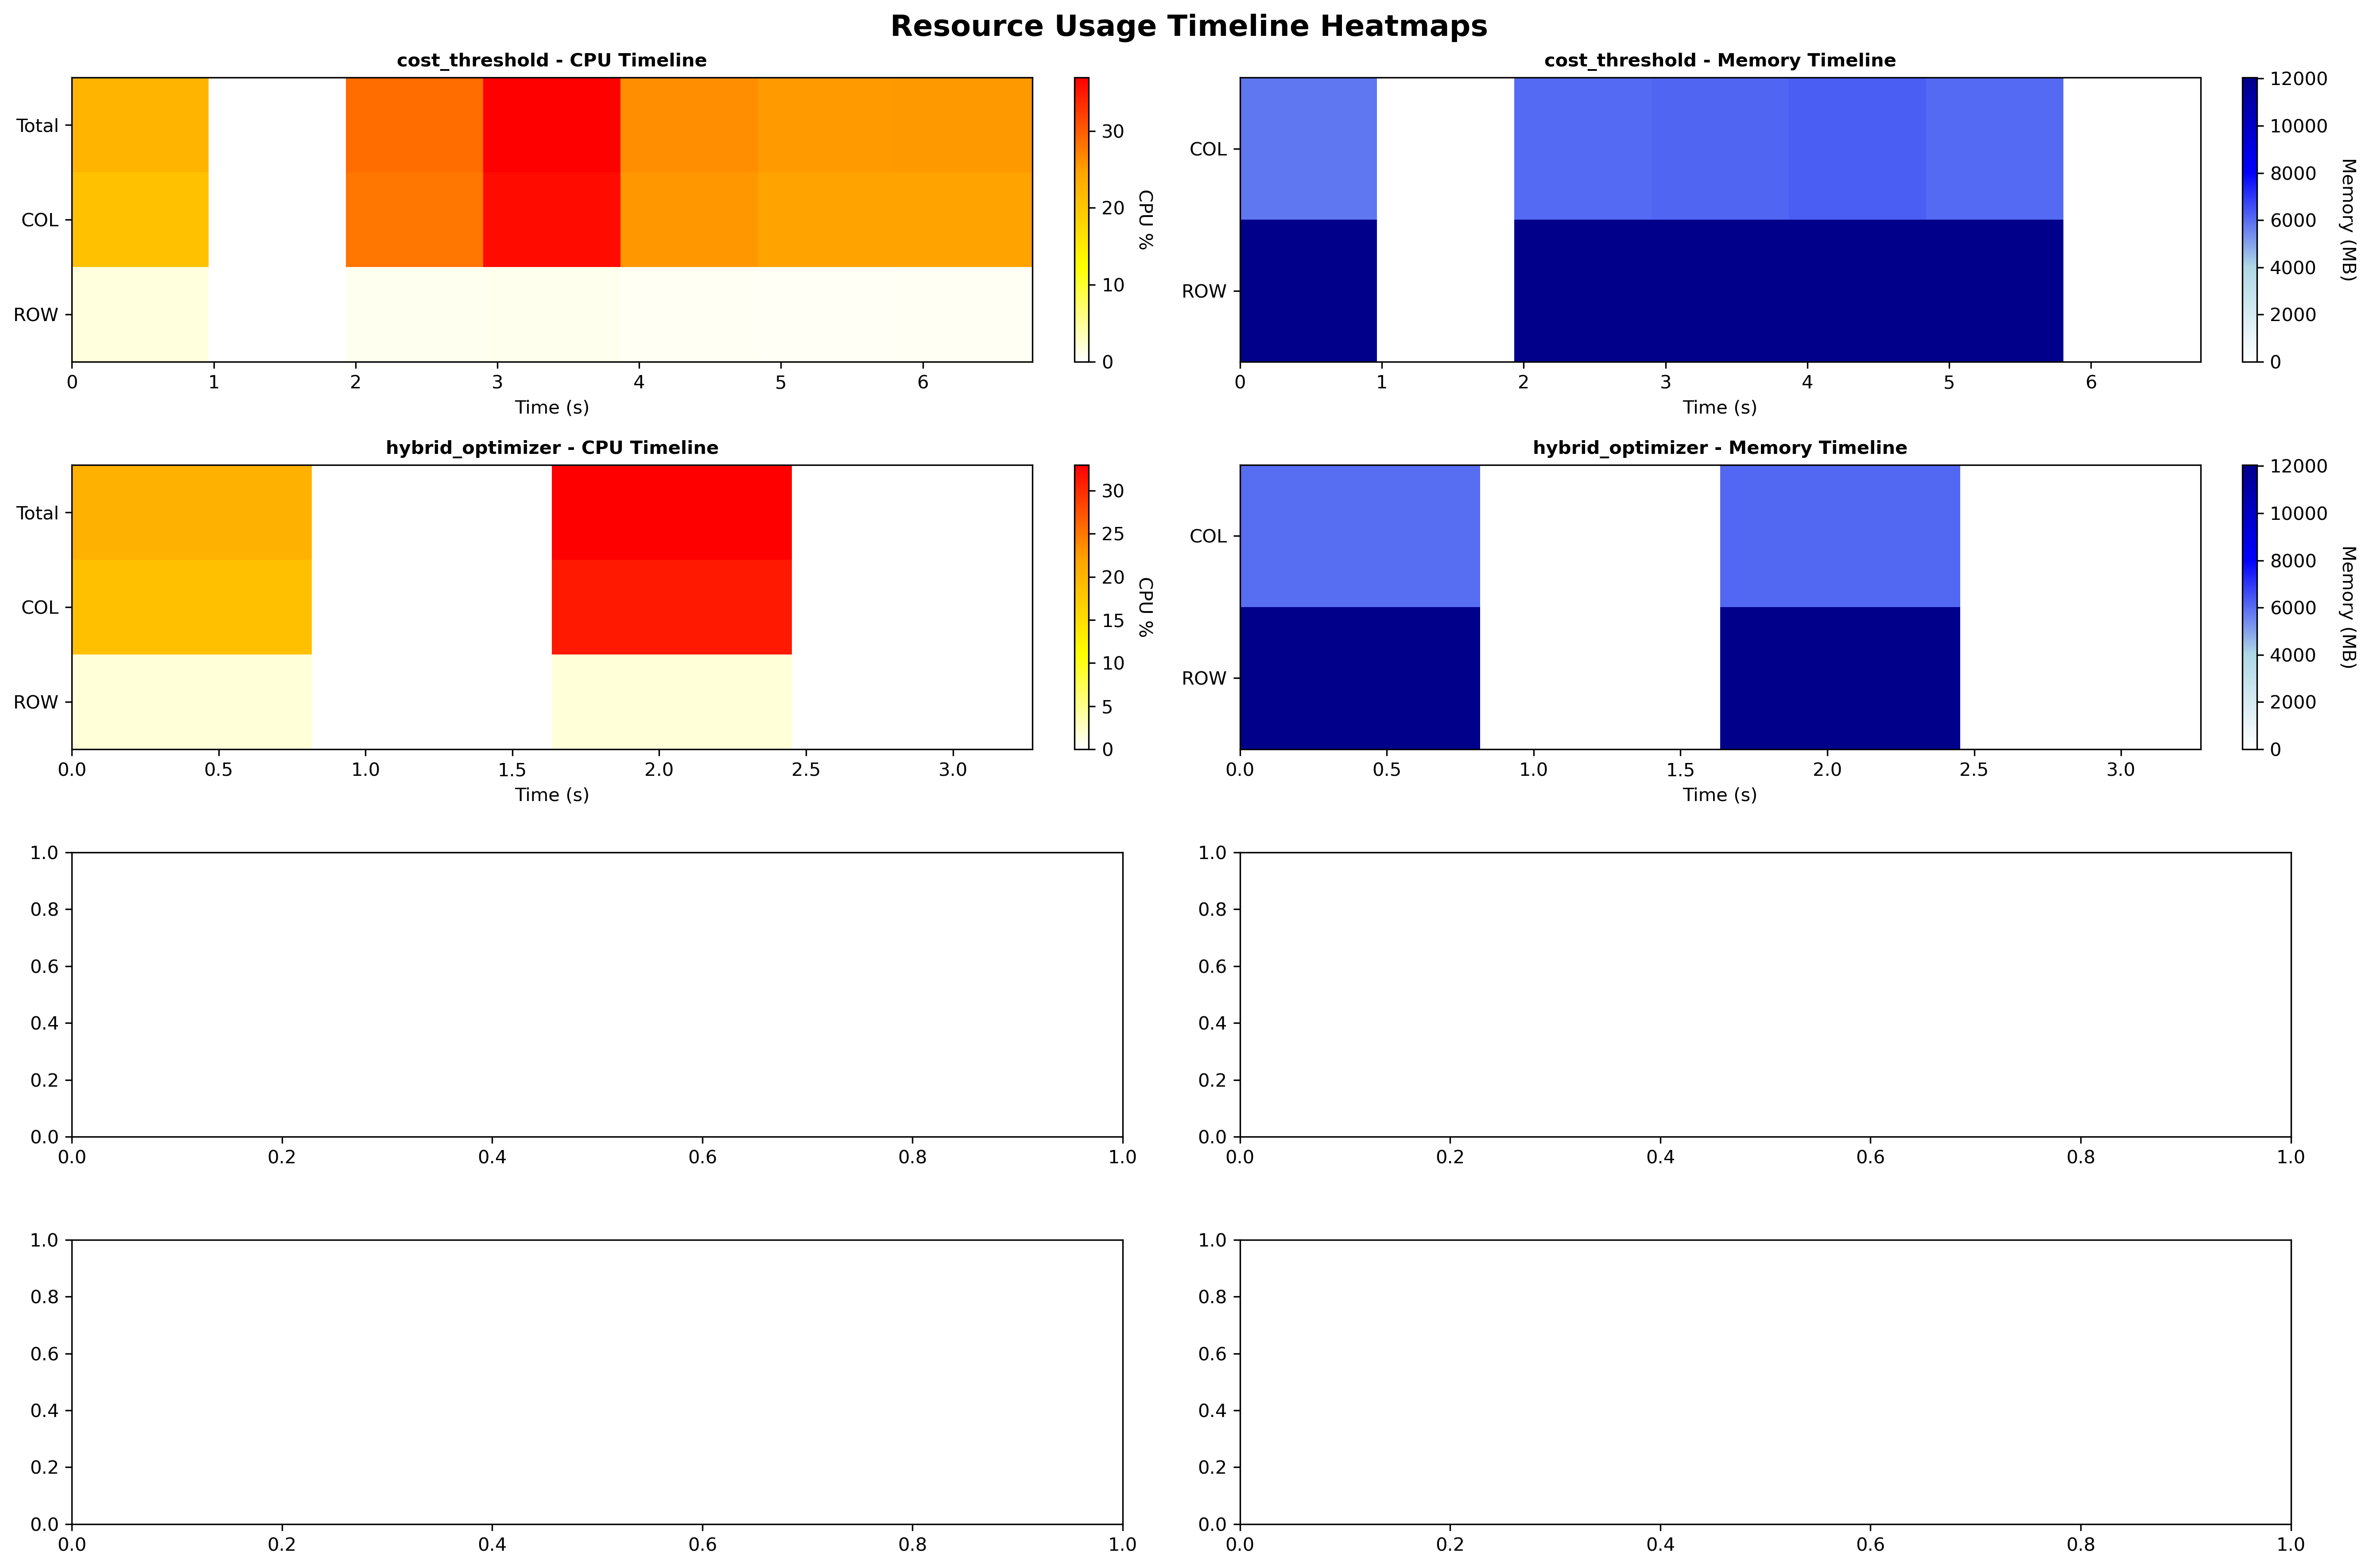 Resource Usage Timeline Heatmaps
cost_threshold - CPU Timeline
Total
COL
ROW
0 1 2 3 4 5 6
Time (s)
30
20
10
0
CPU %
cost_threshold - Memory Timeline
COL
ROW
0 1 2 3 4 5 6
Time (s)
12000
10000
8000
6000
4000
2000
0
Memory (MB)
hybrid_optimizer - CPU Timeline
Total
COL
ROW
0.0 0.5 1.0 1.5 2.0 2.5 3.0
Time (s)
30
25
20
15
10
5
0
CPU %
hybrid_optimizer - Memory Timeline
COL
ROW
0.0 0.5 1.0 1.5 2.0 2.5 3.0
Time (s)
12000
10000
8000
6000
4000
2000
0
Memory (MB)
1.0
0.8
0.6
0.4
0.2
0.0
0.0 0.2 0.4 0.6 0.8 1.0
1.0
0.8
0.6
0.4
0.2
0.0
0.0 0.2 0.4 0.6 0.8 1.0
1.0
0.8
0.6
0.4
0.2
0.0
0.0 0.2 0.4 0.6 0.8 1.0
1.0
0.8
0.6
0.4
0.2
0.0
0.0 0.2 0.4 0.6 0.8 1.0